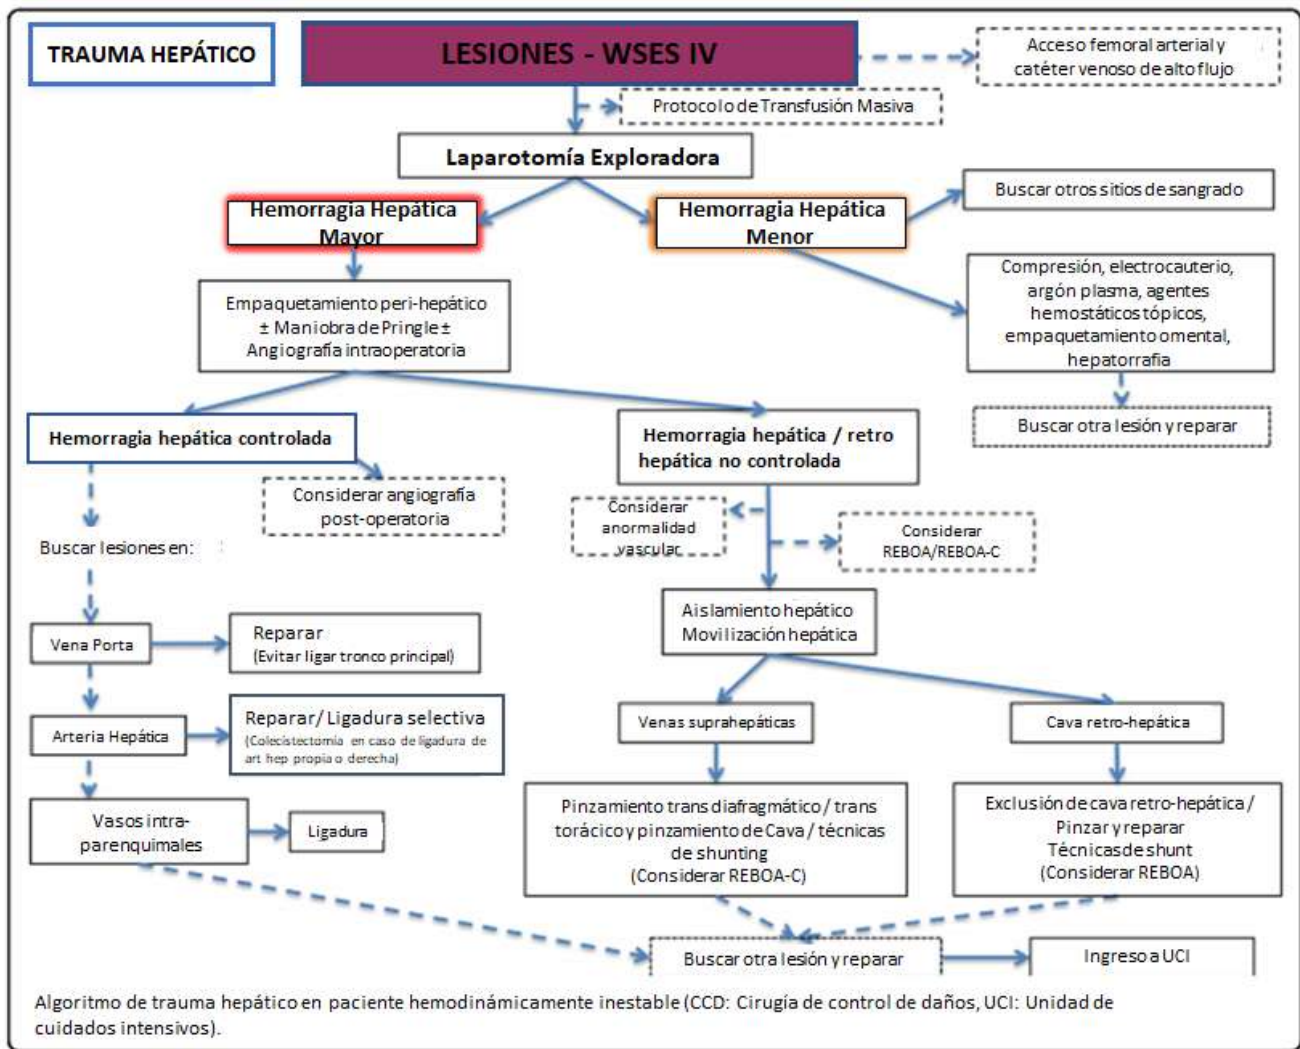 TRAUMA HEPÁTICO
LESIONES - WSES IV
Acceso femoral arterial y
catéter venoso de alto flujo
Protocolo de Transfusión Masiva
Laparotomía Exploradora
Hemorragia Hepática
Mayor
Hemorragia Hepática
Menor
Buscar otros sitios de sangrado
Empaquetamiento peri-hepático
± Maniobra de Pringle ±
Angiografía intraoperatoria
Compresión, electrocauterio,
argón plasma, agentes
hemostáticos tópicos,
empaquetamiento omental,
hepatorrafia
Buscar otra lesión y reparar
Hemorragia hepática controlada
Hemorragia hepática / retro
hepática no controlada
Considerar angiografía
post-operatoria
Considerar
anormalidad
vascular
Considerar
REBOA/REBOA-C
Buscar lesiones en:
Aislamiento hepático
Movilización hepática
Vena Porta
Reparar
(Evitar ligar tronco principal)
Arteria Hepática
Reparar/ Ligadura selectiva
(Colecistectomía en caso de ligadura de
art hep propia o derecha)
Venas suprahepáticas
Cava retro-hepática
Vasos intra-
parenquimales
Ligadura
Pinzamiento trans diafragmático / trans
torácico y pinzamiento de Cava / técnicas
de shunting
(Considerar REBOA-C)
Exclusión de cava retro-hepática /
Pinzar y reparar
Técnicas de shunt
(Considerar REBOA)
Buscar otra lesión y reparar
Ingreso a UCI
Algoritmo de trauma hepático en paciente hemodinámicamente inestable (CCD: Cirugía de control de daños, UCI: Unidad de
cuidados intensivos).